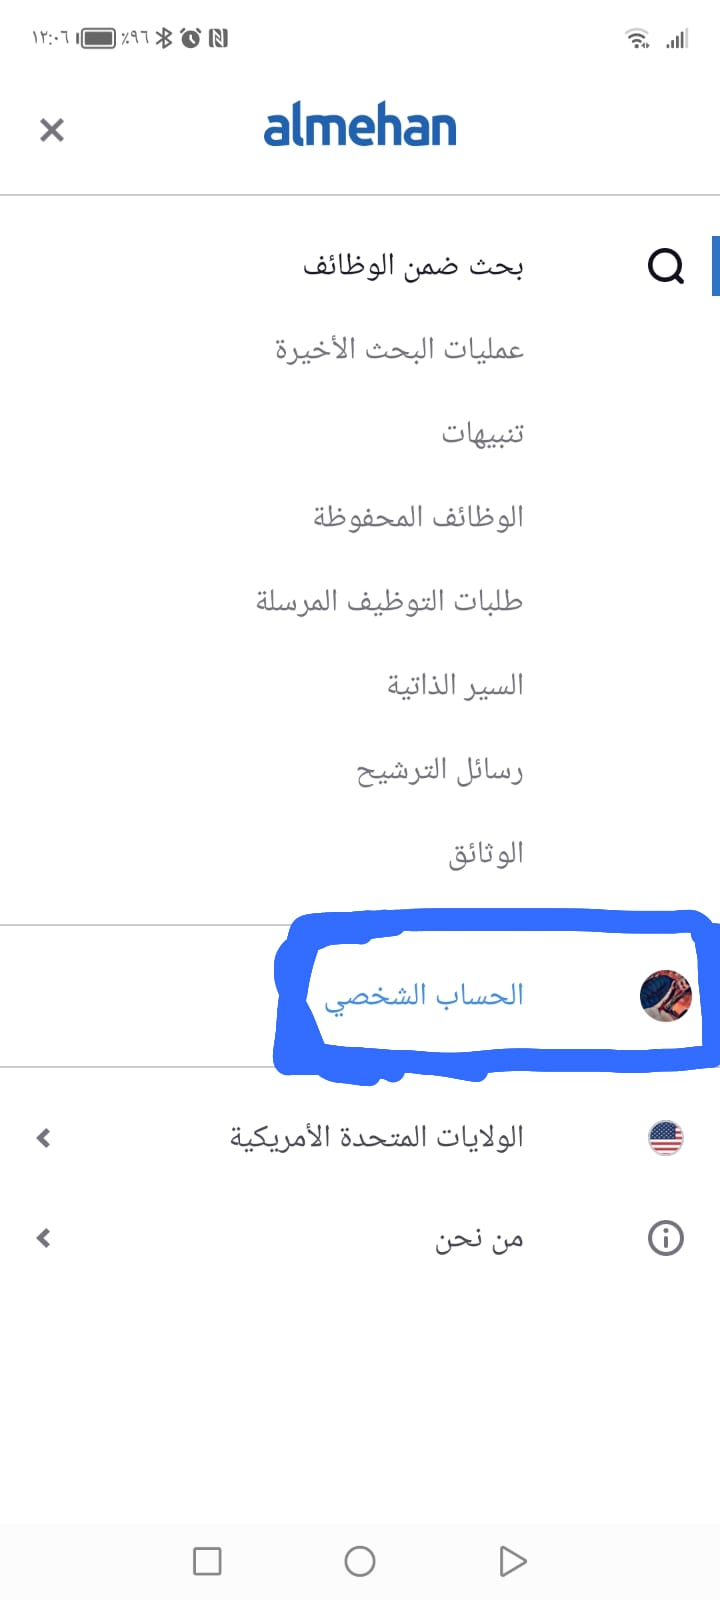 ١٢:٠٦ ٪٩٦
almehan
بحث ضمن الوظائف
عمليات البحث الأخيرة
تنبيهات
الوظائف المحفوظة
طلبات التوظيف المرسلة
السير الذاتية
رسائل الترشيح
الوثائق
الحساب الشخصي
الولايات المتحدة الأمريكية
من نحن